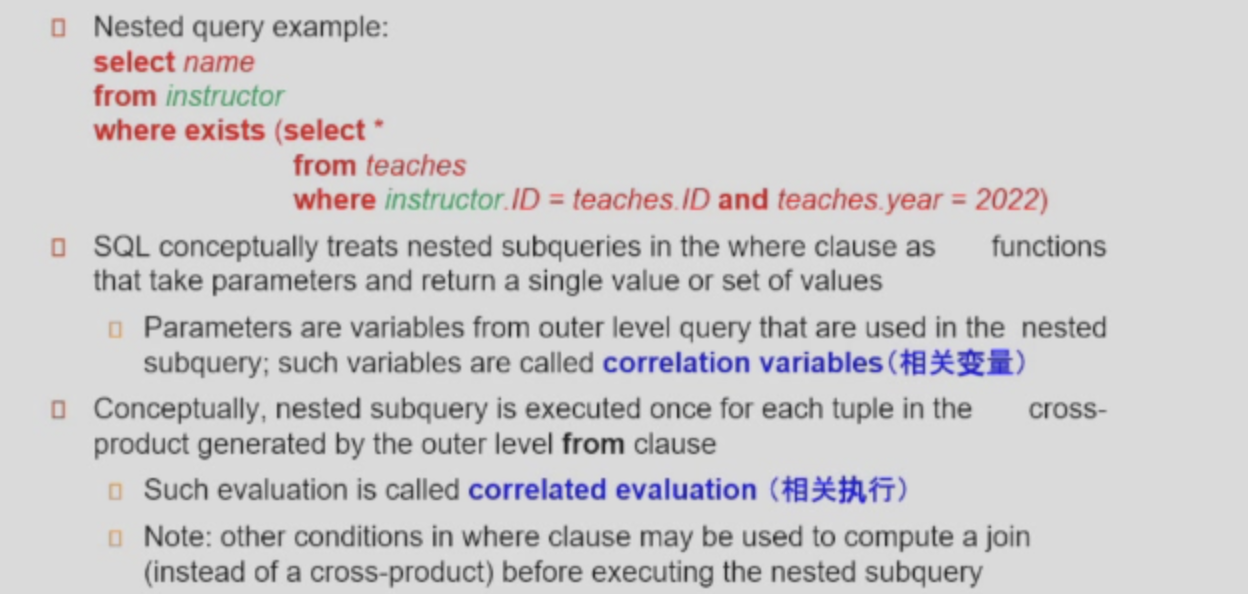 Nested query example:
select name
from instructor
where exists (select *
from teaches
where instructor.ID = teaches.ID and teaches.year = 2022)
SQL conceptually treats nested subqueries in the where clause as functions
that take parameters and return a single value or set of values
Parameters are variables from outer level query that are used in the nested
subquery; such variables are called correlation variables(相关变量)
Conceptually, nested subquery is executed once for each tuple in the cross-
product generated by the outer level from clause
Such evaluation is called correlated evaluation (相关执行)
Note: other conditions in where clause may be used to compute a join
(instead of a cross-product) before executing the nested subquery